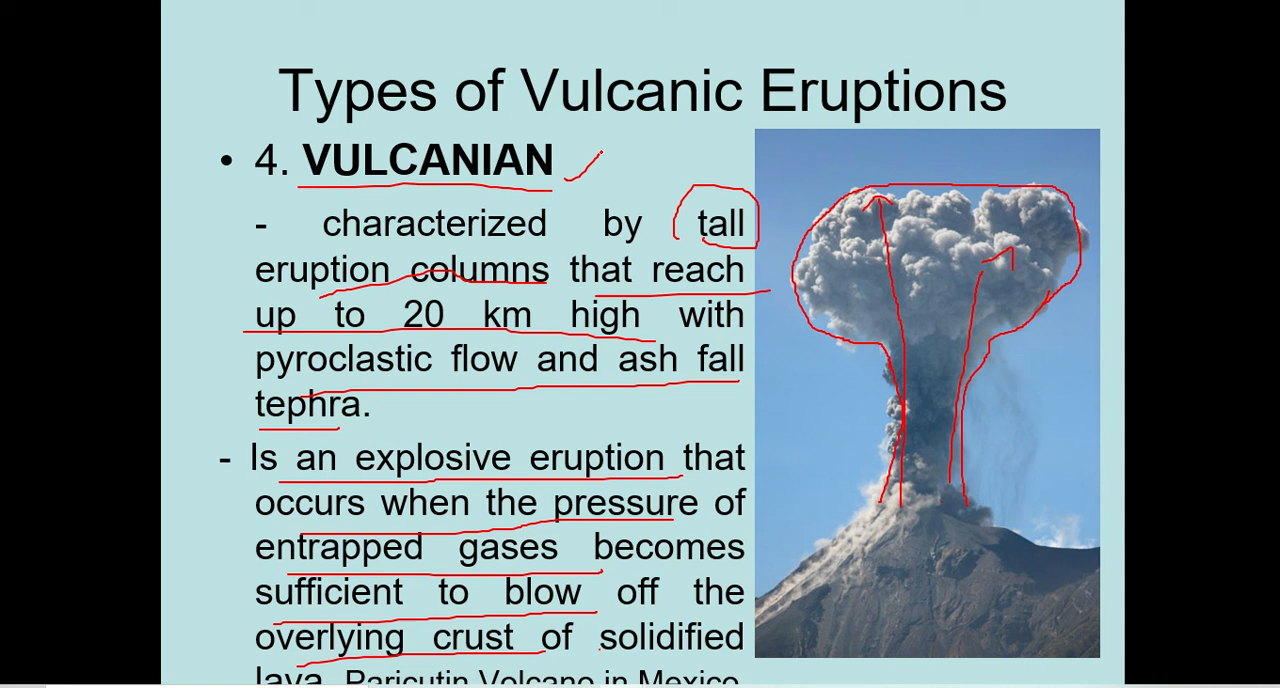 Types of Vulcanic Eruptions
• 4. VULCANIAN
- characterized by tall
eruption columns that reach
up to 20 km high with
pyroclastic flow and ash fall
tephra.
- Is an explosive eruption that
occurs when the pressure of
entrapped gases becomes
sufficient to blow off the
overlying crust of solidified
lava. Paricutin Volcano in Mexico